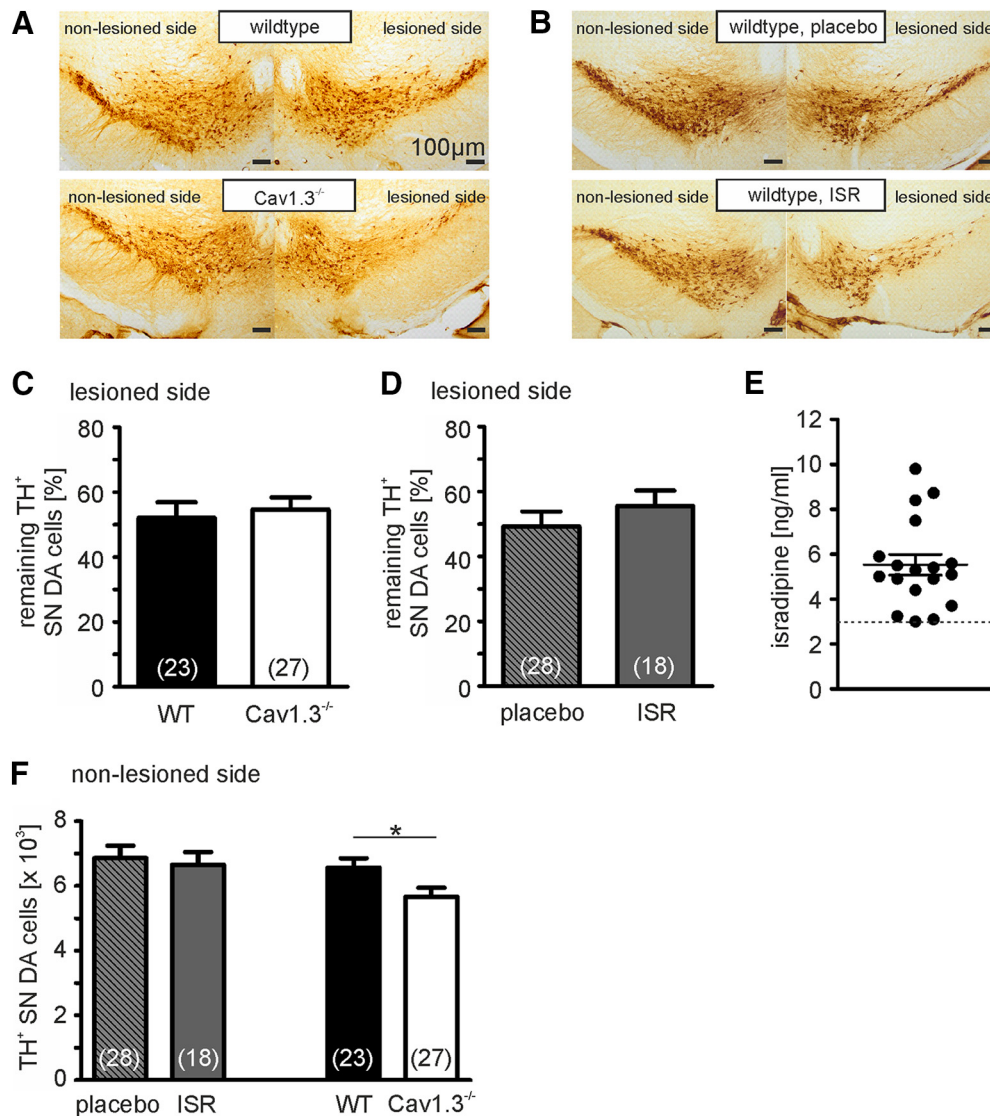 A
non-lesioned side
wildtype
lesioned side
100µm
non-lesioned side
Cav1.3-/-
lesioned side
B
non-lesioned side
wildtype, placebo
lesioned side
non-lesioned side
wildtype, ISR
lesioned side
C
lesioned side
remaining TH+
SN DA cells [%]
80
60
40
20
0
(23)
(27)
WT
Cav1.3-/-
D
lesioned side
remaining TH+
SN DA cells [%]
80
60
40
20
0
(28)
(18)
placebo
ISR
E
isradipine [ng/ml]
12
10
8
6
4
2
0
F
non-lesioned side
TH+ SN DA cells [x 10³]
8
6
4
2
0
*
(28)
(18)
(23)
(27)
placebo
ISR
WT
Cav1.3-/-